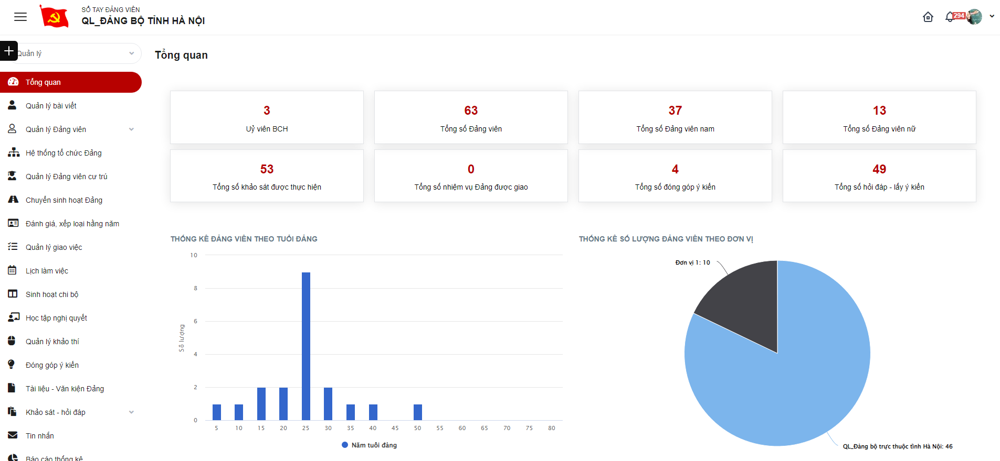 SỔ TAY ĐẢNG VIÊN
QL_ĐẢNG BỘ TỈNH HÀ NỘI
294
Quản lý
Tổng quan
Quản lý bài viết
Quản lý Đảng viên
Hệ thống tổ chức Đảng
Quản lý Đảng viên cư trú
Chuyển sinh hoạt Đảng
Đánh giá, xếp loại hằng năm
Quản lý giao việc
Lịch làm việc
Sinh hoạt chi bộ
Học tập nghị quyết
Quản lý khảo thí
Đóng góp ý kiến
Tài liệu - Văn kiện Đảng
Khảo sát - hỏi đáp
Tin nhắn
Báo cáo thống kê
Tổng quan
3
Uỷ viên BCH
63
Tổng số Đảng viên
37
Tổng số Đảng viên nam
13
Tổng số Đảng viên nữ
53
Tổng số khảo sát được thực hiện
0
Tổng số nhiệm vụ Đảng được giao
4
Tổng số đóng góp ý kiến
49
Tổng số hỏi đáp - lấy ý kiến
THỐNG KÊ ĐẢNG VIÊN THEO TUỔI ĐẢNG
10
8
6
4
2
0
Số lượng
5 10 15 20 25 30 35 40 45 50 55 60 65 70 75 80
Năm tuổi đảng
THỐNG KÊ SỐ LƯỢNG ĐẢNG VIÊN THEO ĐƠN VỊ
Đơn vị 1: 10
QL_Đảng bộ trực thuộc tỉnh Hà Nội: 46